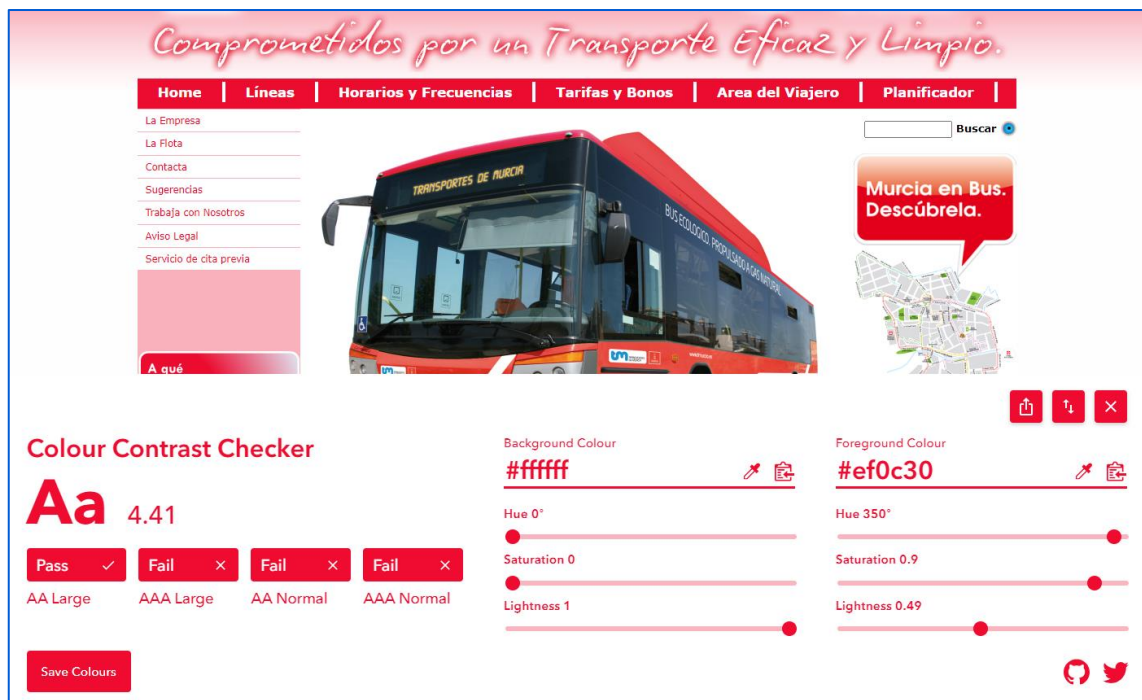 Comprometidos por un Transporte Eficaz y Limpio.
Home | Líneas | Horarios y Frecuencias | Tarifas y Bonos | Area del Viajero | Planificador |
La Empresa
La Flota
Contacta
Sugerencias
Trabaja con Nosotros
Aviso Legal
Servicio de cita previa
A qué
TRANSPORTES DE MURCIA
BUS ECOLOGICO PROPULSADO A GAS NATURAL
tm
Buscar
Murcia en Bus.
Descúbrela.
Colour Contrast Checker
Aa 4.41
Pass
AA Large
Fail
AAA Large
Fail
AA Normal
Fail
AAA Normal
Save Colours
Background Colour
#ffffff
Hue 0°
Saturation 0
Lightness 1
Foreground Colour
#ef0c30
Hue 350°
Saturation 0.9
Lightness 0.49